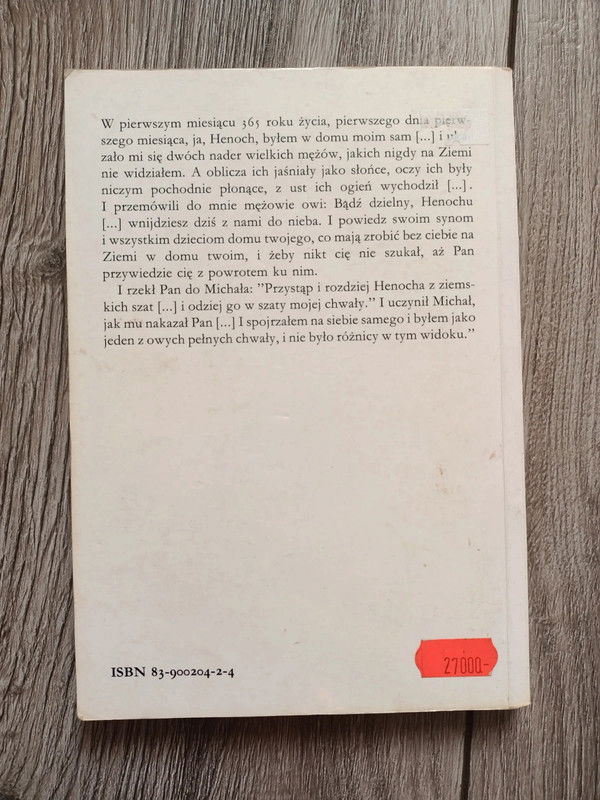 W pierwszym miesiącu 365 roku życia, pierwszego dnia pierw-
szego miesiąca, ja, Henoch, byłem w domu moim sam [...] i uka-
zało mi się dwóch nader wielkich mężów, jakich nigdy na Ziemi
nie widziałem. A oblicza ich jaśniały jako słońce, oczy ich były
niczym pochodnie płonące, z ust ich ogień wychodził [...].
I przemówili do mnie mężowie owi: Bądź dzielny, Henochu
[...] wnijdziesz dziś z nami do nieba. I powiedz swoim synom
i wszystkim dzieciom domu twojego, co mają zrobić bez ciebie na
Ziemi w domu twoim, i żeby nikt cię nie szukał, aż Pan
przywiedzie cię z powrotem ku nim.
I rzekł Pan do Michała: "Przystąp i rozdziej Henocha z ziems-
kich szat [...] i odziej go w szaty mojej chwały." I uczynił Michał,
jak mu nakazał Pan [...] I spojrzałem na siebie samego i byłem jako
jeden z owych pełnych chwały, i nie było różnicy w tym widoku."
ISBN 83-900204-2-4
27000,-